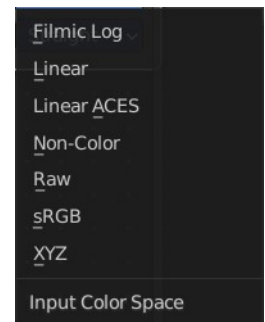 Filmic Log
Linear
Linear ACES
Non-Color
Raw
sRGB
XYZ
Input Color Space